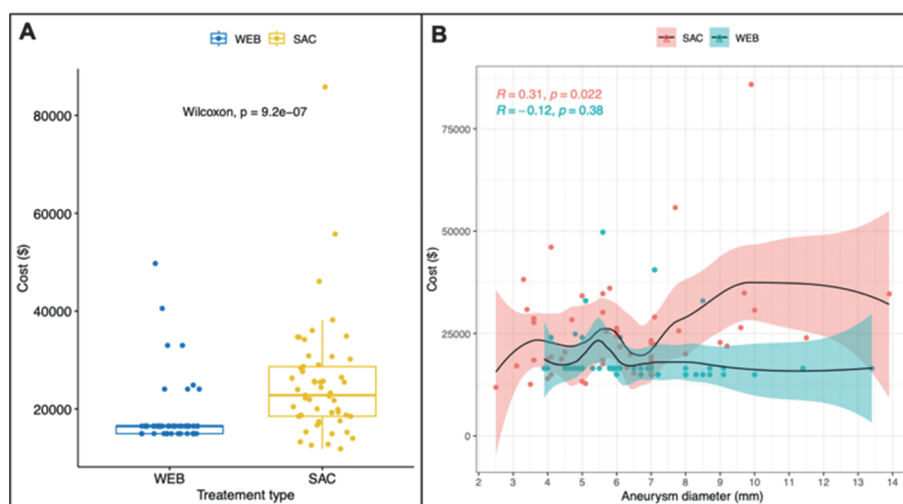 A
WEB SAC
Wilcoxon, p = 9.2e−07
80000
60000
40000
20000
Cost ($)
WEB SAC
Treatement type
B
SAC WEB
R = 0.31, p = 0.022
R = −0.12, p = 0.38
75000
50000
25000
0
Cost ($)
2 3 4 5 6 7 8 9 10 11 12 13 14
Aneurysm diameter (mm)